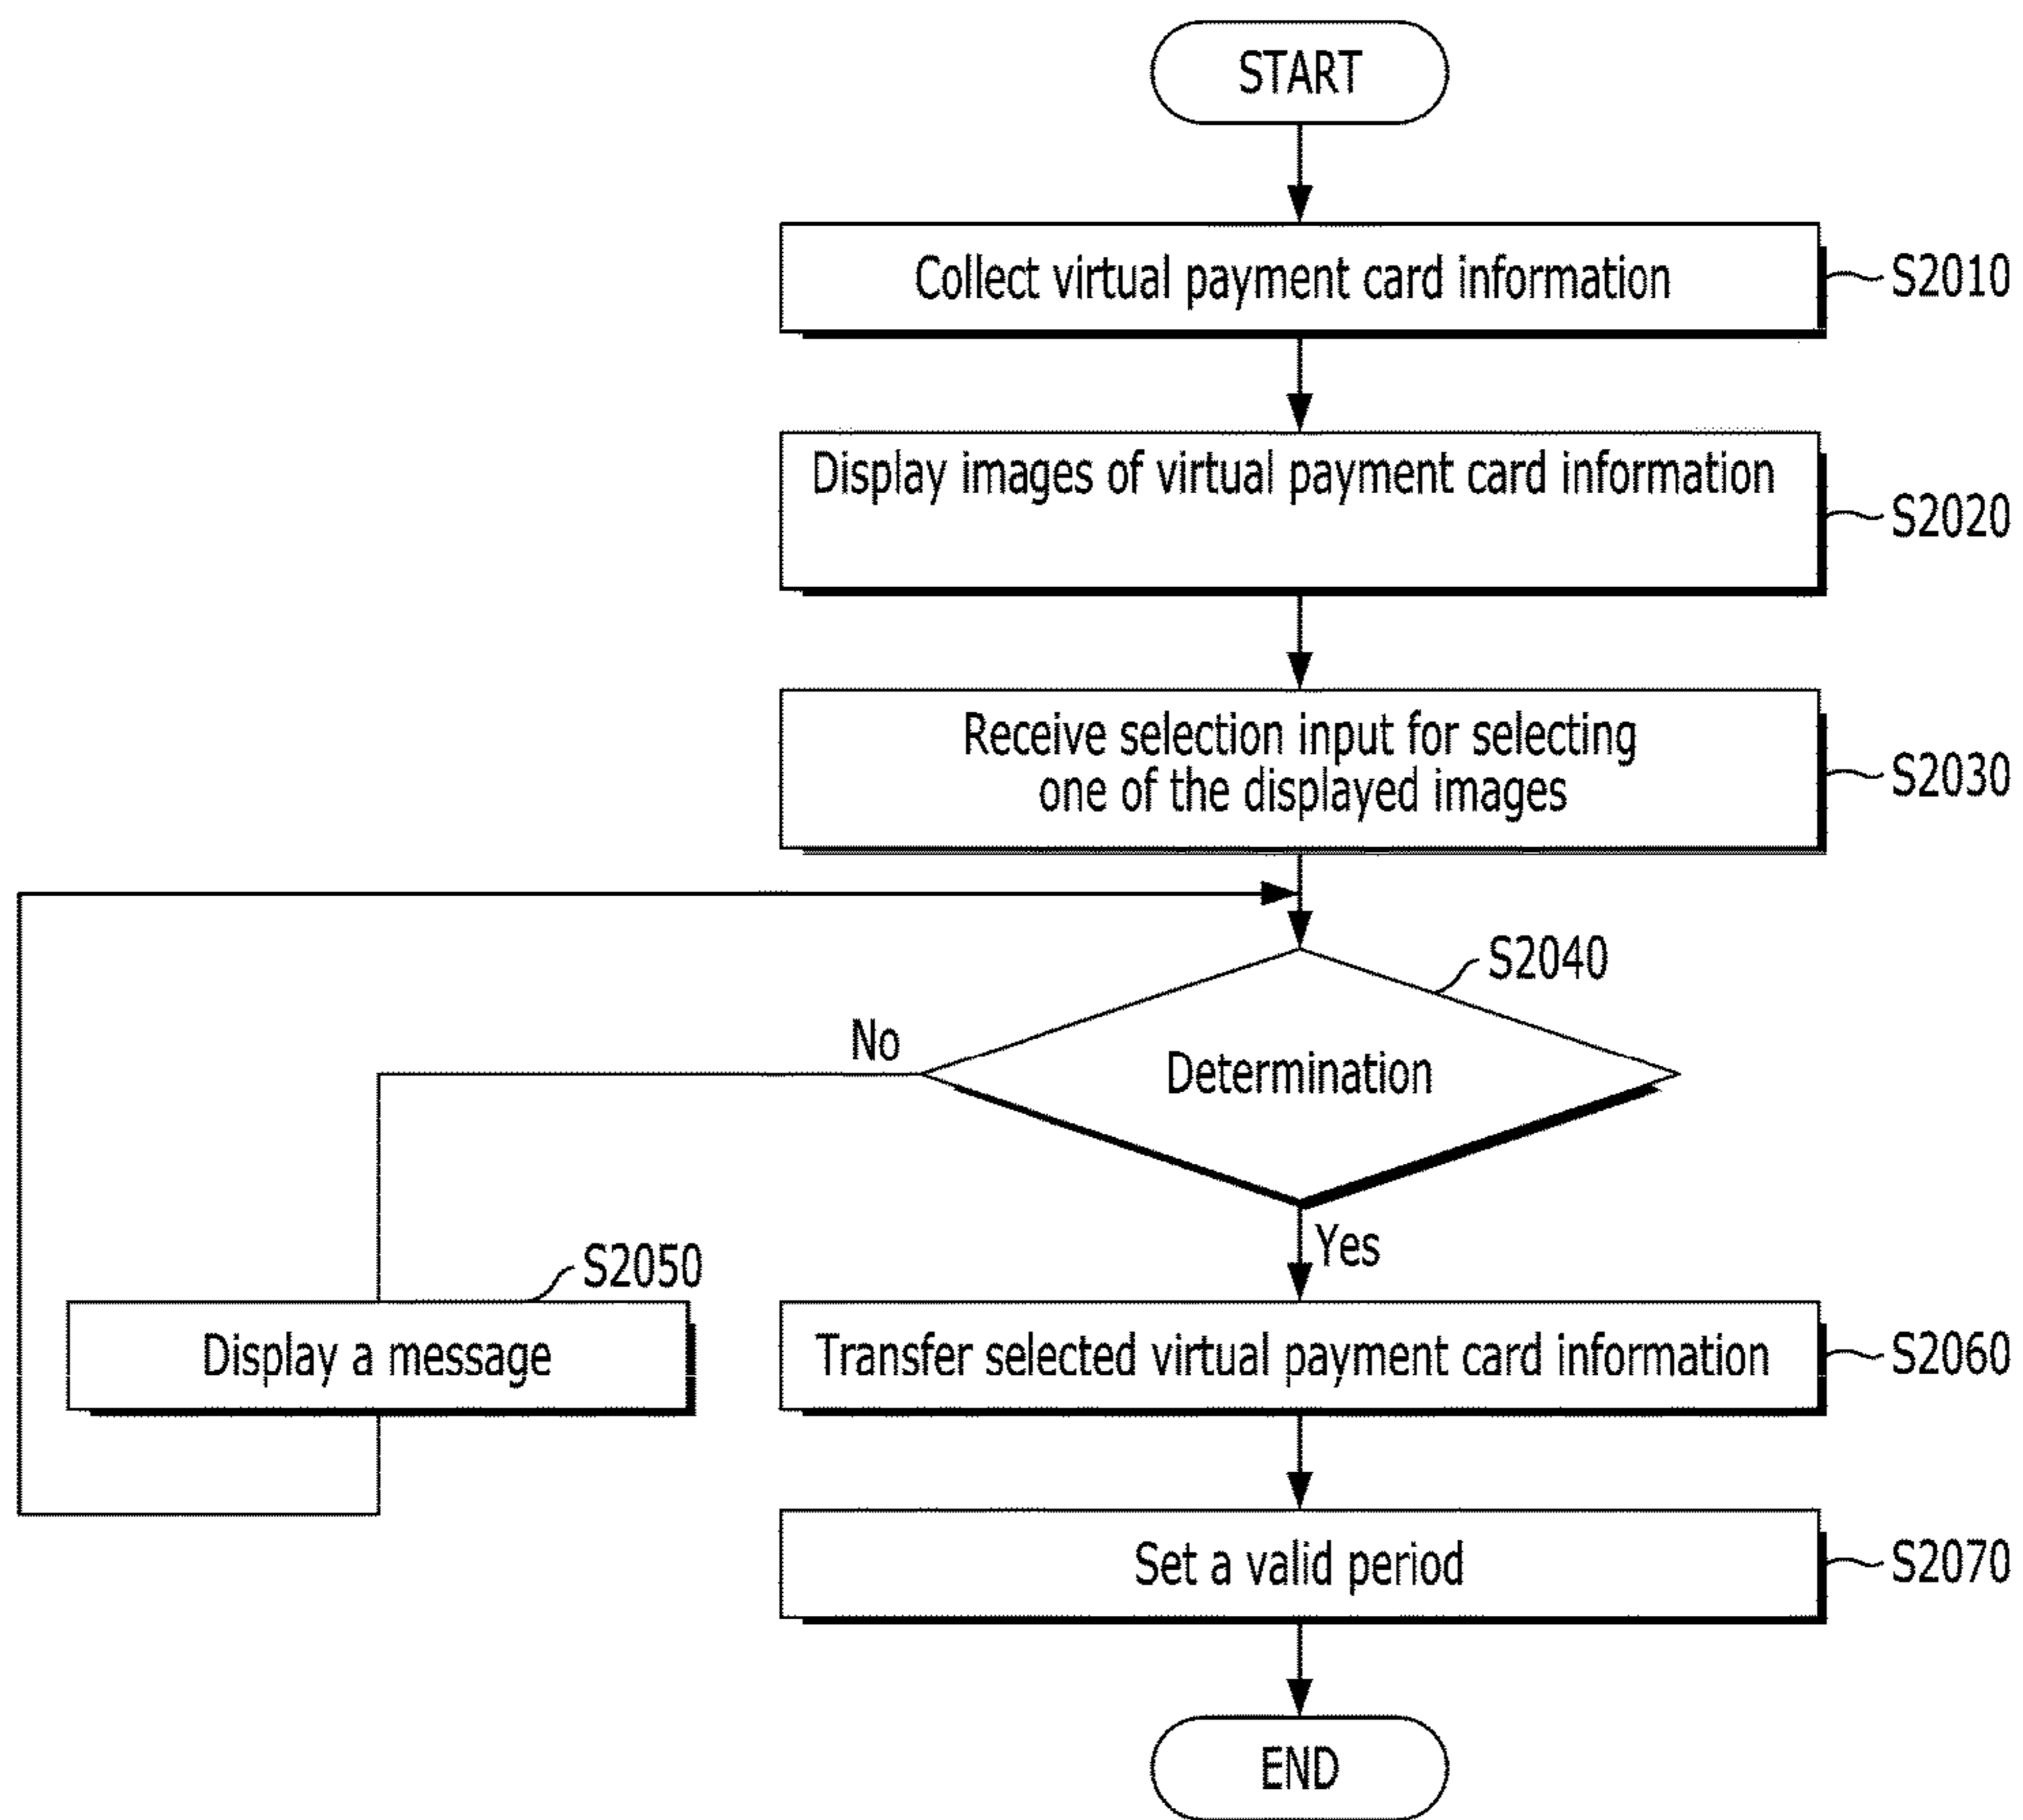 START
Collect virtual payment card information
S2010
Display images of virtual payment card information
S2020
Receive selection input for selecting
one of the displayed images
S2030
S2040
No
Determination
Yes
S2050
Display a message
Transfer selected virtual payment card information
S2060
Set a valid period
S2070
END